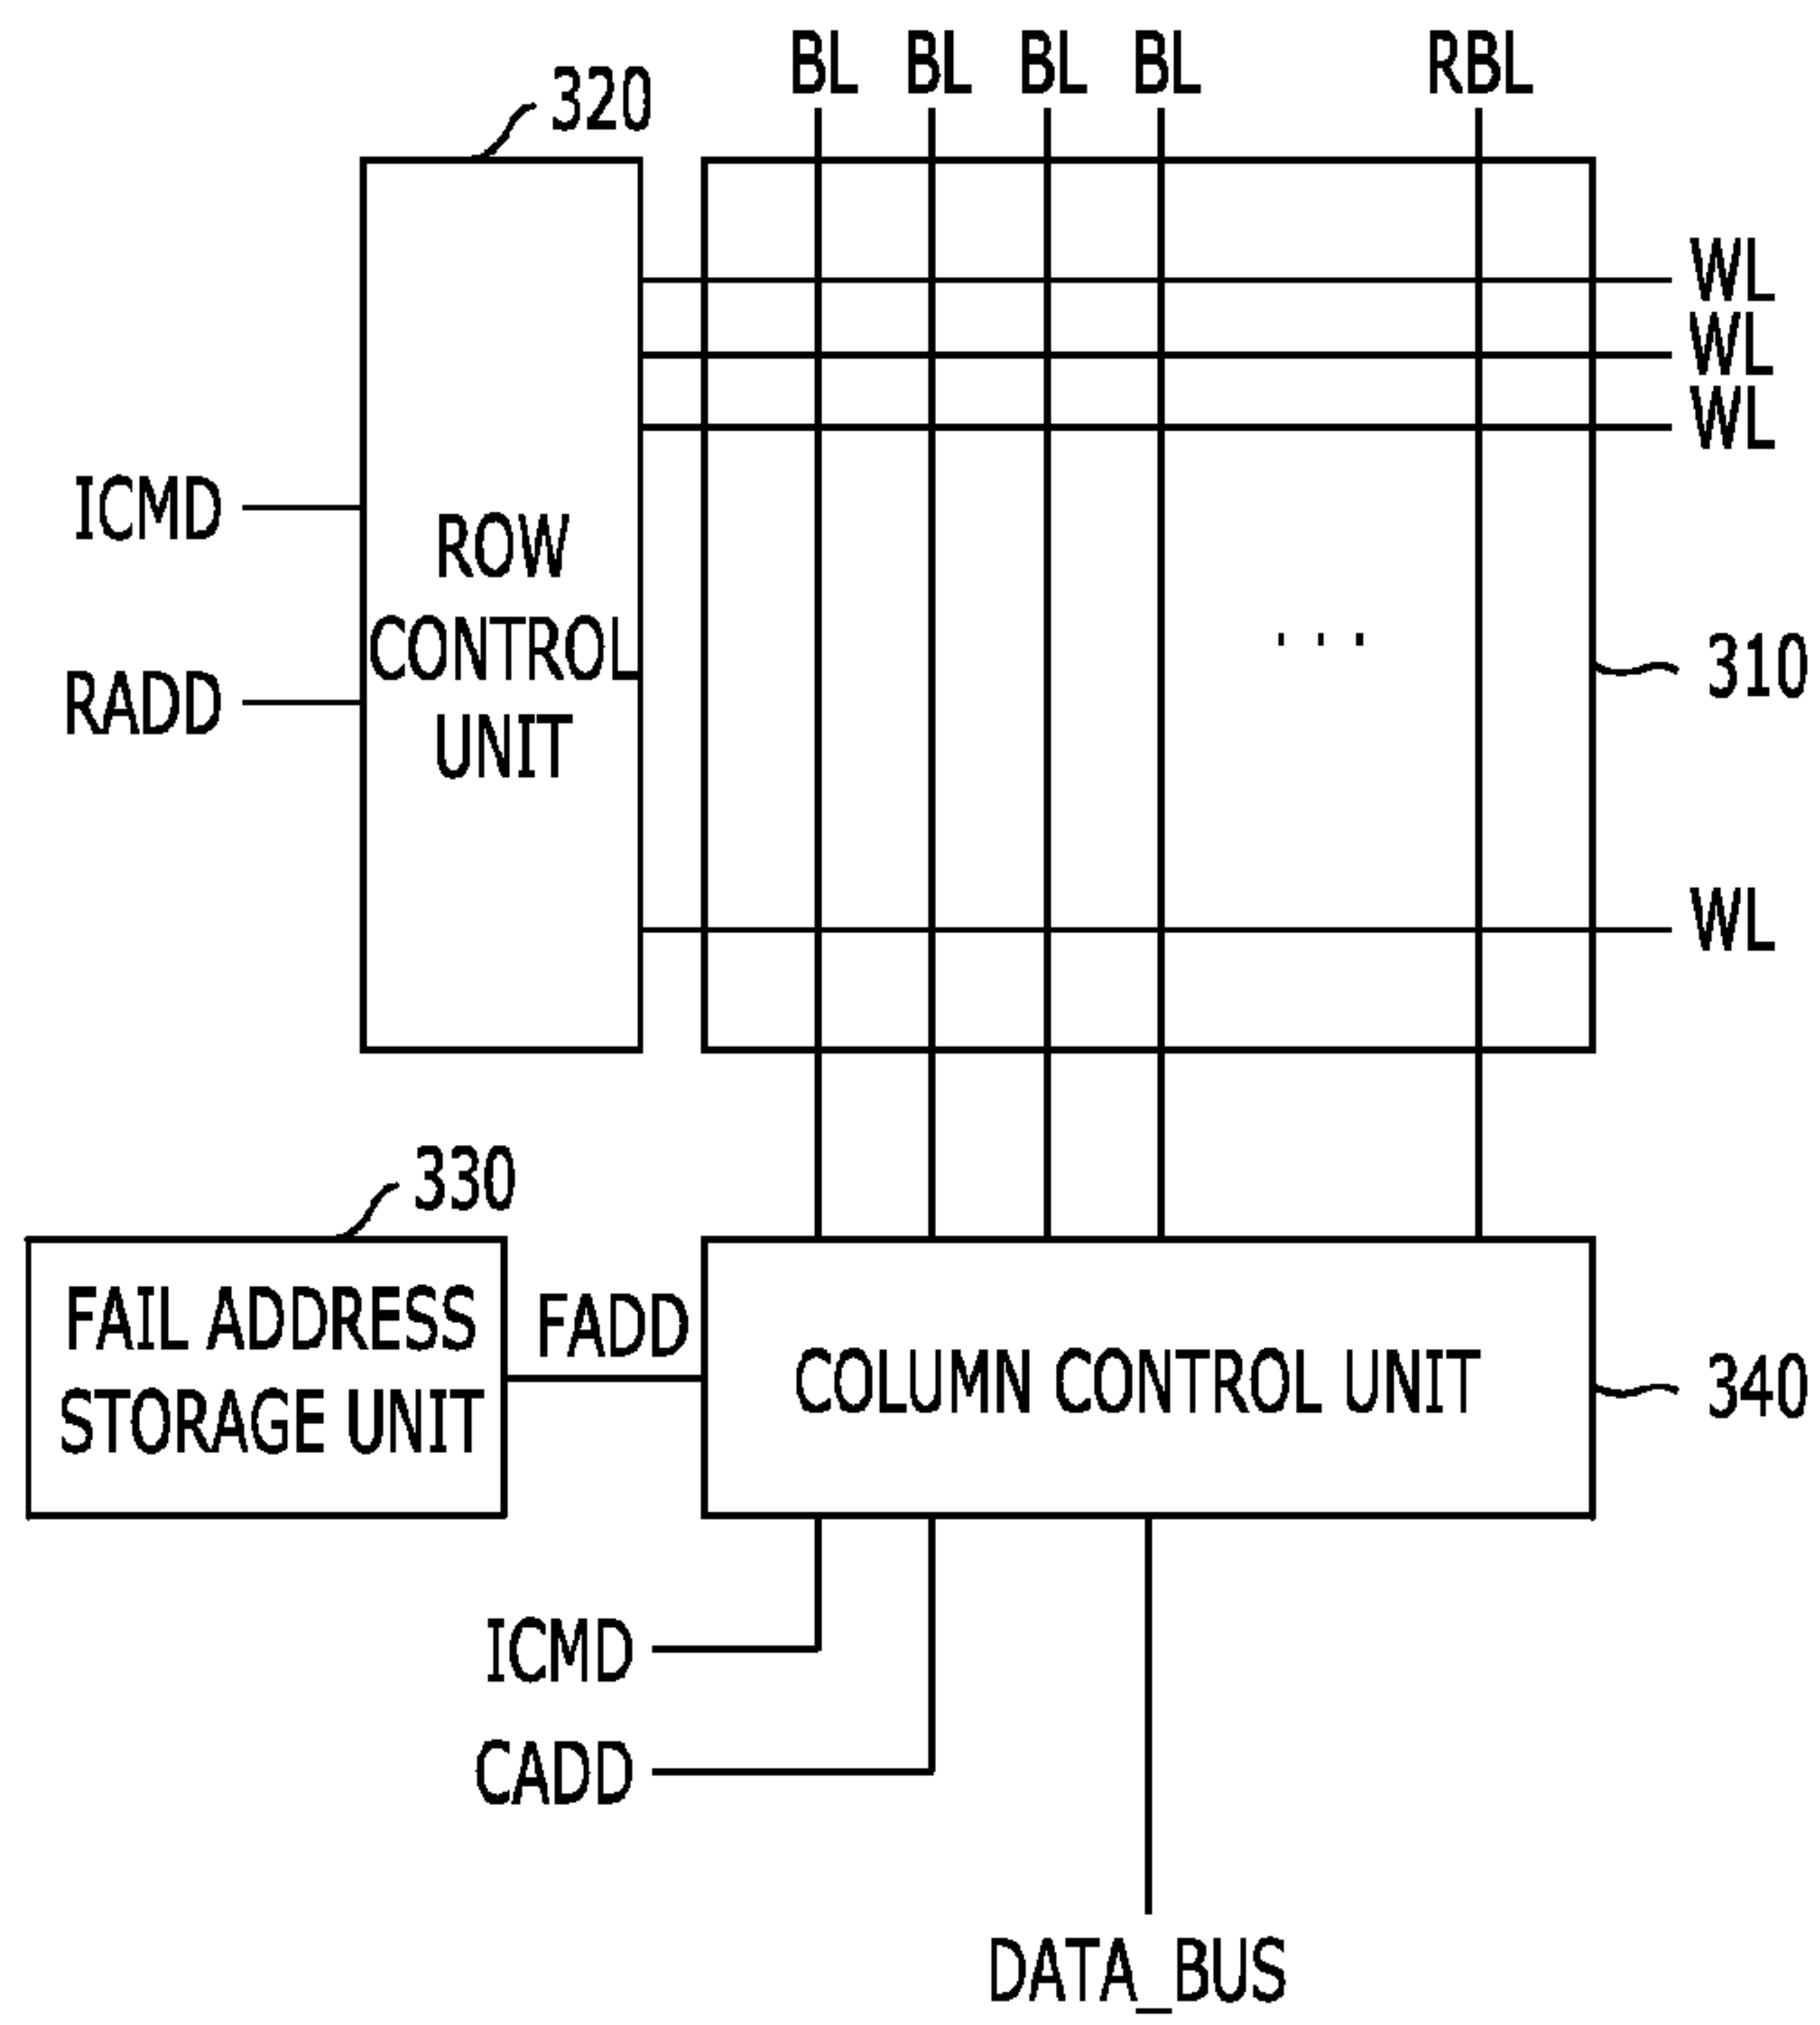 BL BL BL BL RBL
320
WL
WL
WL
ICMD
ROW
CONTROL
UNIT
RADD
310
WL
330
FAIL ADDRESS
STORAGE UNIT
FADD
COLUMN CONTROL UNIT
340
ICMD
CADD
DATA_BUS